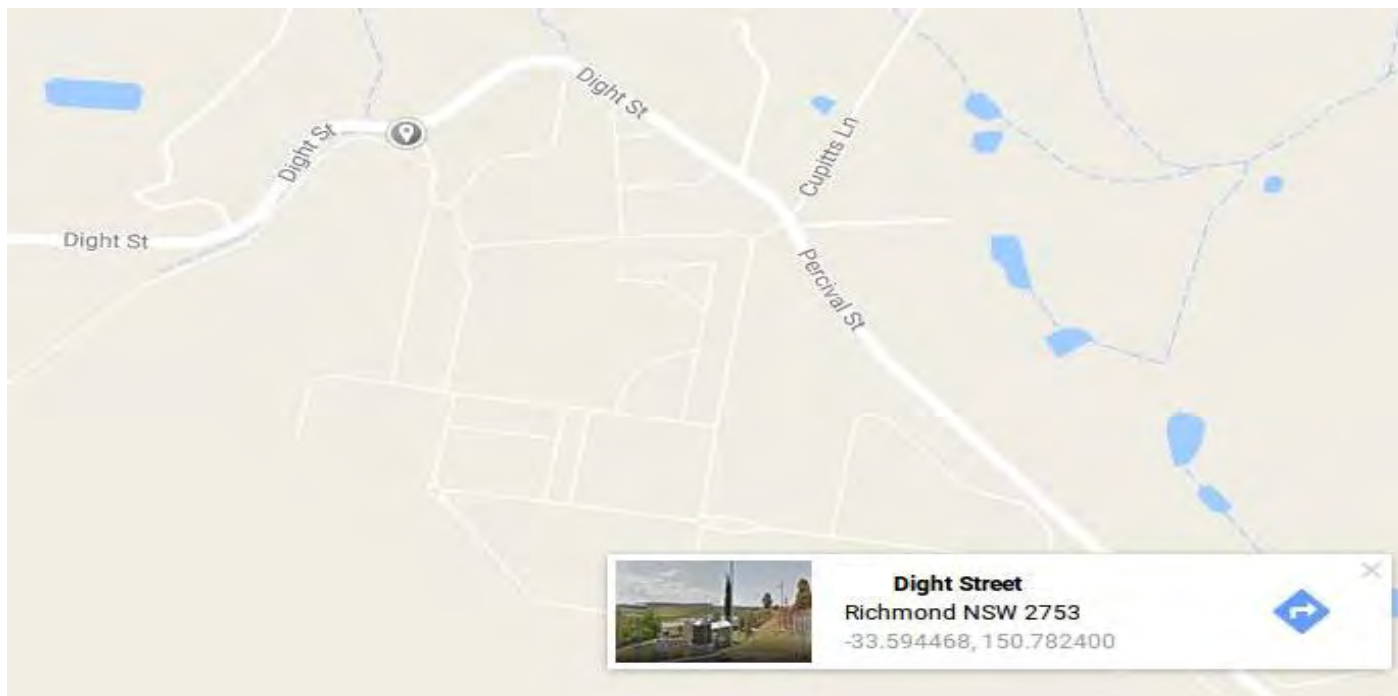 Dight St
Cupitts Ln
Dight St
Dight St
Percival St
Dight Street
Richmond NSW 2753
-33.594468, 150.782400